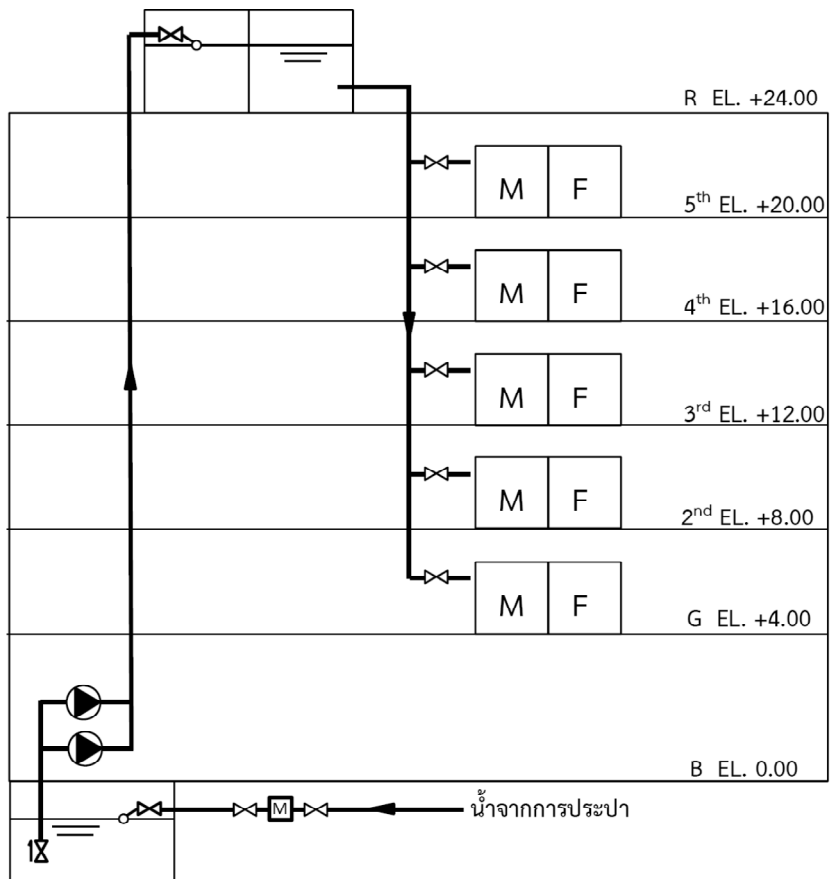 R EL. +24.00
M F
5th EL. +20.00
M F
4th EL. +16.00
M F
3rd EL. +12.00
M F
2nd EL. +8.00
M F
G EL. +4.00
B EL. 0.00
M
น้ำจากการประปา